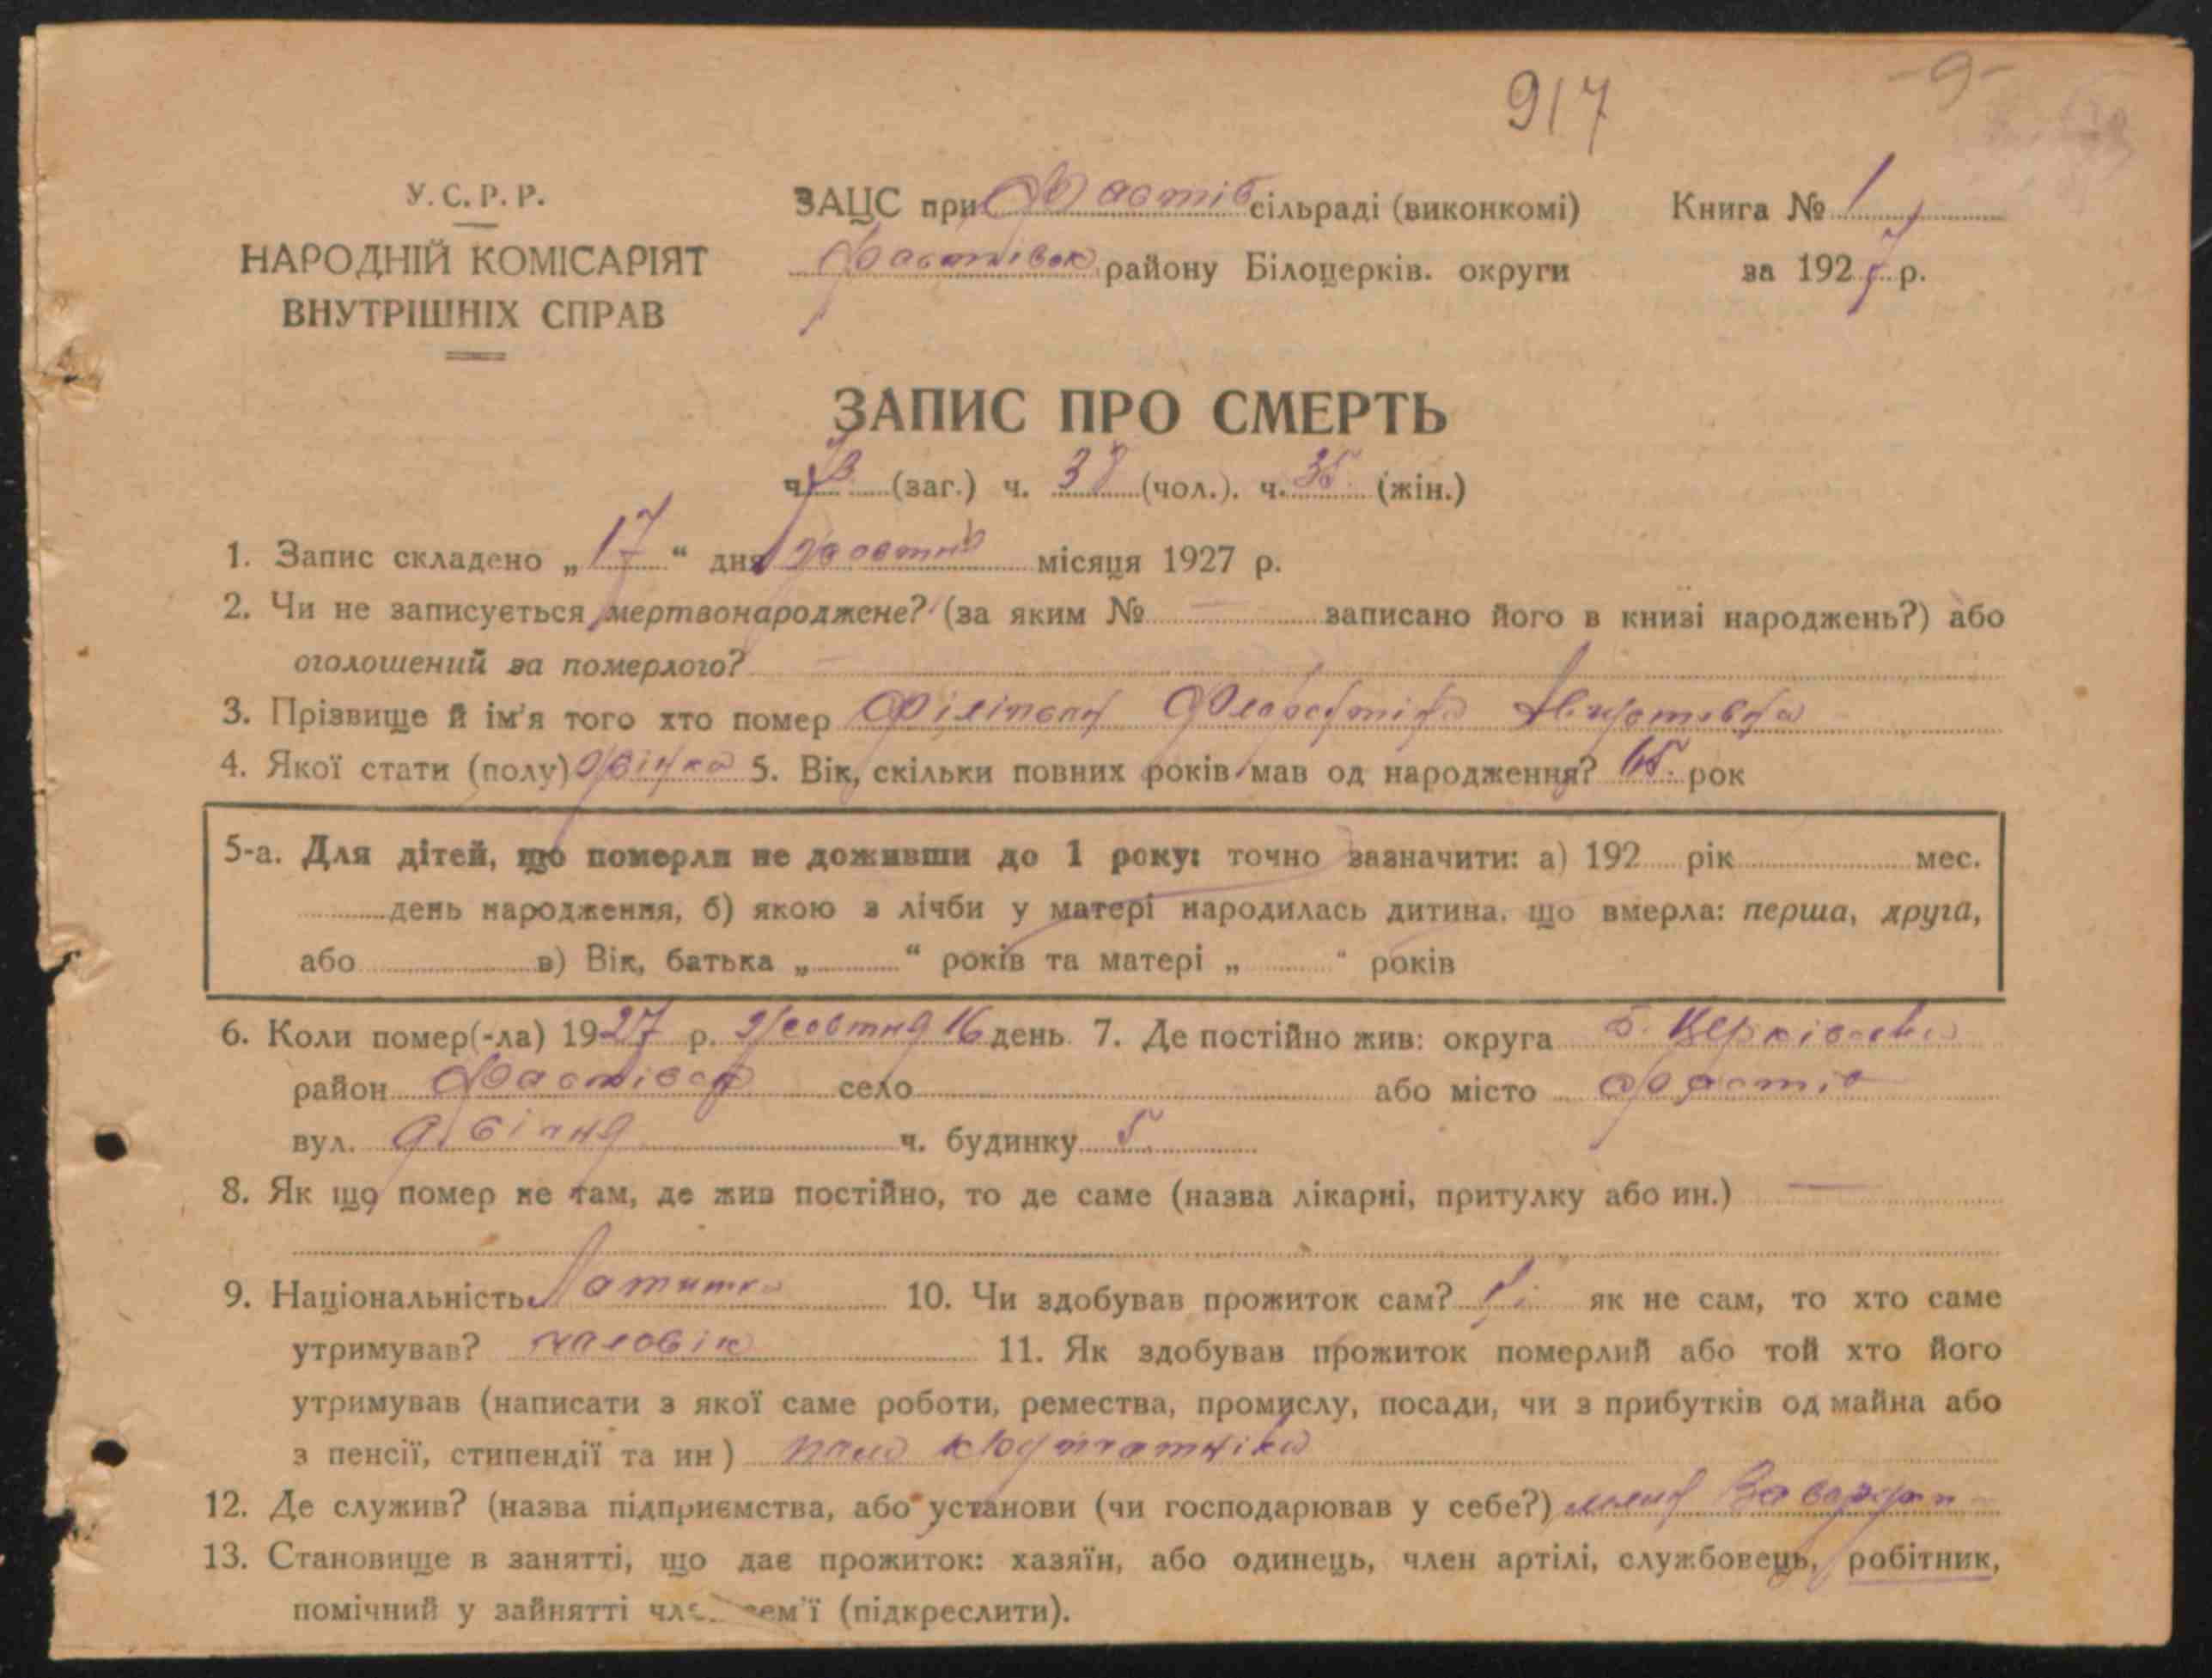 917
-9-
У. С. Р. Р.
НАРОДНІЙ КОМІСАРІЯТ
ВНУТРІШНІХ СПРАВ
ЗАЦС при Фастів сільраді (виконкомі)
Фастівськ району Білоцерків. округи
Книга № 1
за 1927 р.
ЗАПИС ПРО СМЕРТЬ
ч. 73 (заг.) ч. 38 (чол.). ч. 35. (жін.)
1. Запис складено „17“ дня жовтня місяця 1927 р.
2. Чи не записується мертвонароджене? (за яким № — записано його в книзі народжень?) або
оголошений за померлого? —
3. Прізвище й ім'я того хто помер
4. Якої стати (полу) жінка 5. Вік, скільки повних років мав од народження? 65. рок
5-а. Для дітей, що померли не доживши до 1 року: точно зазначити: а) 192 рік мес.
день народження, б) якою з лічби у матері народилась дитина, що вмерла: перша, друга,
або в) Вік, батька „ “ років та матері „ “ років
6. Коли помер(-ла) 1927 р. Жовтня 16 день 7. Де постійно жив: округа Б. Церківська
район Фастівськ село або місто Фастів
вул. ч. будинку 5.
8. Як що помер не там, де жив постійно, то де саме (назва лікарні, притулку або ин.) —
9. Національність Латишка 10. Чи здобував прожиток сам? Ні як не сам, то хто саме
утримував? чаловік 11. Як здобував прожиток померлий або той хто його
утримував (написати з якої саме роботи, ремества, промислу, посади, чи з прибутків од майна або
з пенсії, стипендії та ин)
12. Де служив? (назва підприємства, або установи (чи господарював у себе?)
13. Становище в занятті, що дає прожиток: хазяїн, або одинець, член артілі, службовець, робітник,
помічний у зайнятті член сем'ї (підкреслити).